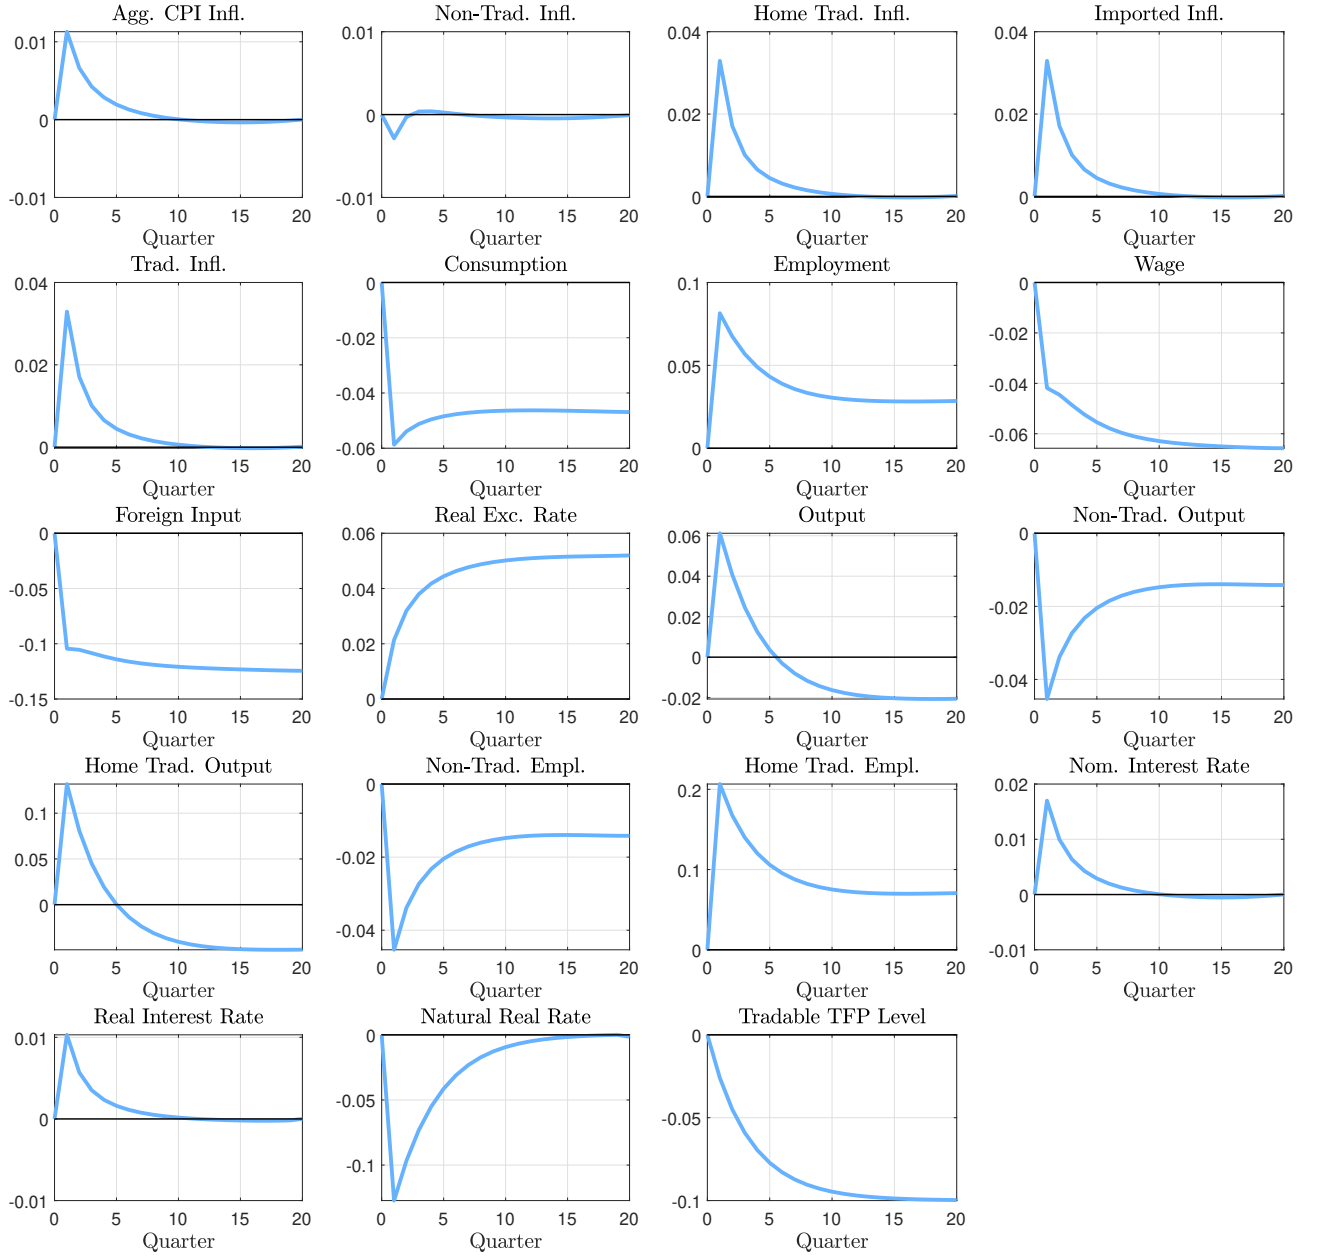 Agg. CPI Infl.
0.01
0
-0.01
0 5 10 15 20
Quarter
Non-Trad. Infl.
0.01
0
-0.01
0 5 10 15 20
Quarter
Home Trad. Infl.
0.04
0.02
0
0 5 10 15 20
Quarter
Imported Infl.
0.04
0.02
0
0 5 10 15 20
Quarter
Trad. Infl.
0.04
0.02
0
0 5 10 15 20
Quarter
Consumption
0
-0.02
-0.04
-0.06
0 5 10 15 20
Quarter
Employment
0.1
0.05
0
0 5 10 15 20
Quarter
Wage
0
-0.02
-0.04
-0.06
0 5 10 15 20
Quarter
Foreign Input
0
-0.05
-0.1
-0.15
0 5 10 15 20
Quarter
Real Exc. Rate
0.06
0.04
0.02
0
0 5 10 15 20
Quarter
Output
0.06
0.04
0.02
0
-0.02
0 5 10 15 20
Quarter
Non-Trad. Output
0
-0.02
-0.04
0 5 10 15 20
Quarter
Home Trad. Output
0.1
0.05
0
0 5 10 15 20
Quarter
Non-Trad. Empl.
0
-0.02
-0.04
0 5 10 15 20
Quarter
Home Trad. Empl.
0.2
0.1
0
0 5 10 15 20
Quarter
Nom. Interest Rate
0.02
0.01
0
-0.01
0 5 10 15 20
Quarter
Real Interest Rate
0.01
0
-0.01
0 5 10 15 20
Quarter
Natural Real Rate
0
-0.05
-0.1
0 5 10 15 20
Quarter
Tradable TFP Level
0
-0.05
-0.1
0 5 10 15 20
Quarter